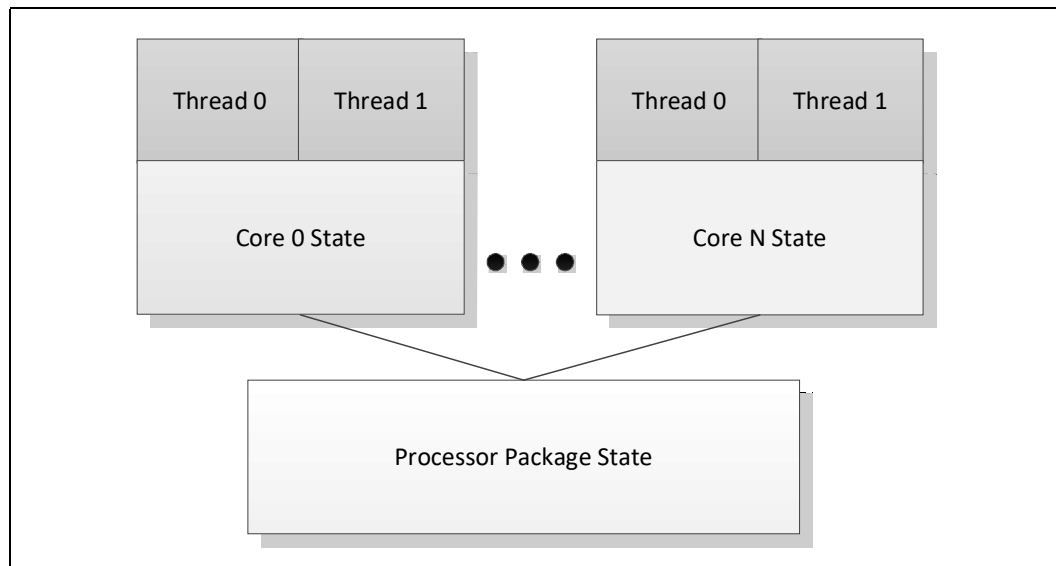 Thread 0
Thread 1
Thread 0
Thread 1
Core 0 State
Core N State
Processor Package State